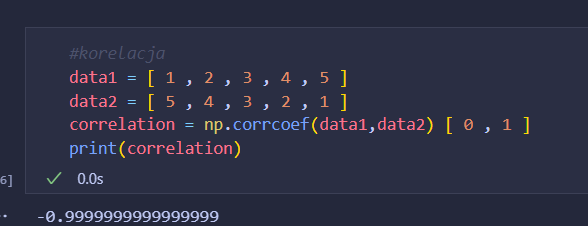 #korelacja
data1 = [ 1 , 2 , 3 , 4 , 5 ]
data2 = [ 5 , 4 , 3 , 2 , 1 ]
correlation = np.corrcoef(data1,data2) [ 0 , 1 ]
print(correlation)
6]
✓ 0.0s
-0.9999999999999999